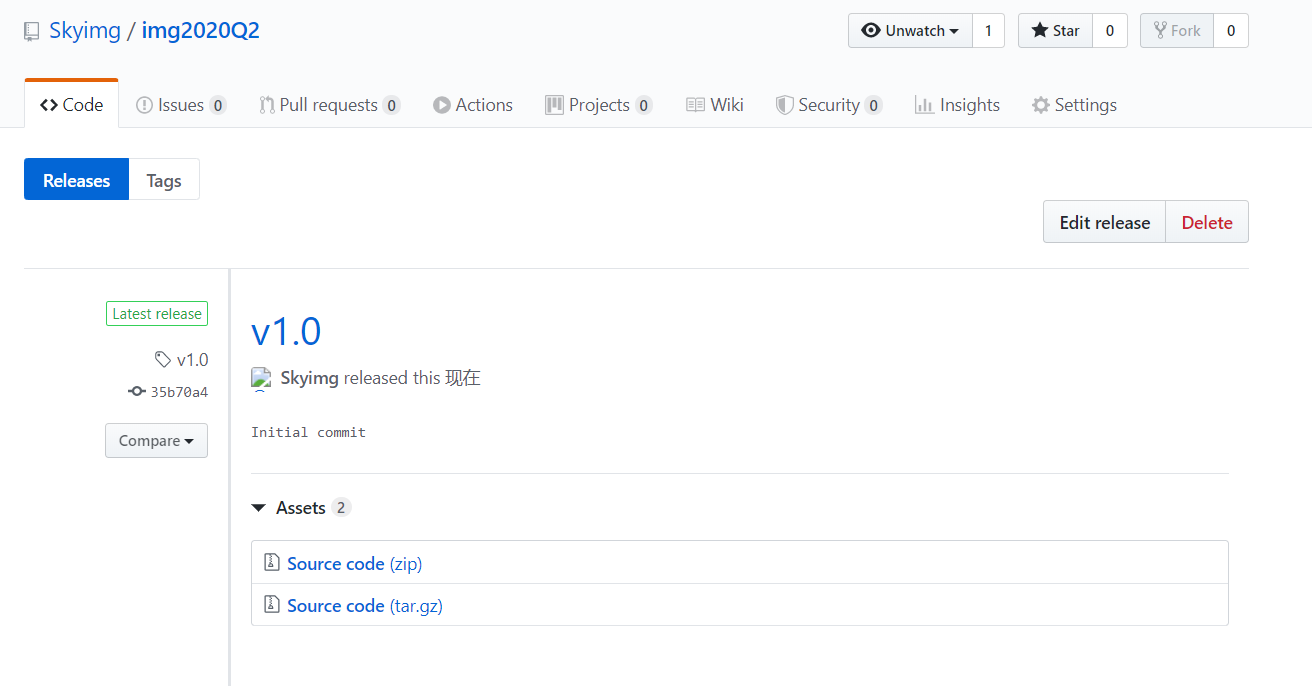 Skyimg / img2020Q2
Unwatch 1 Star 0 Fork 0
Code Issues 0 Pull requests 0 Actions Projects 0 Wiki Security 0 Insights Settings
Releases Tags
Edit release Delete
Latest release
v1.0
35b70a4
Compare
v1.0
Skyimg released this 现在
Initial commit
Assets 2
Source code (zip)
Source code (tar.gz)